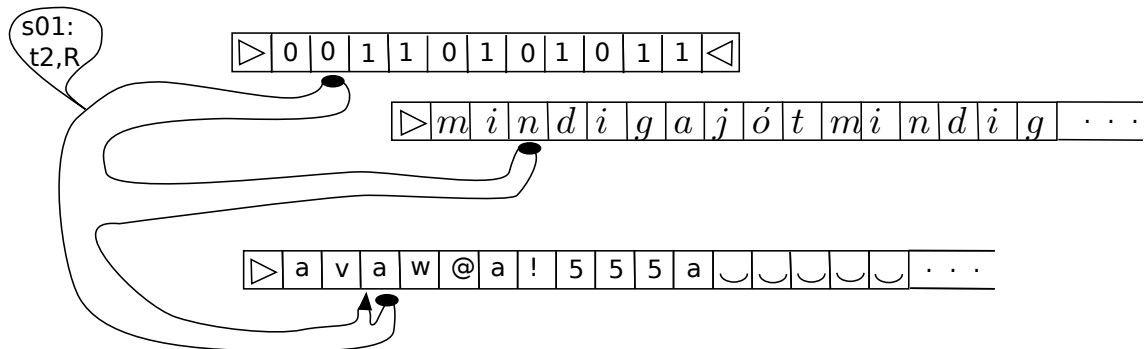 s01:
t2,R
▷ 0 0 1 1 0 1 0 1 0 1 1 ◁
▷ m i n d i g a j ó t m i n d i g . . .
▷ a v a w @ a ! 5 5 5 a ‿ ‿ ‿ ‿ ‿ . . .